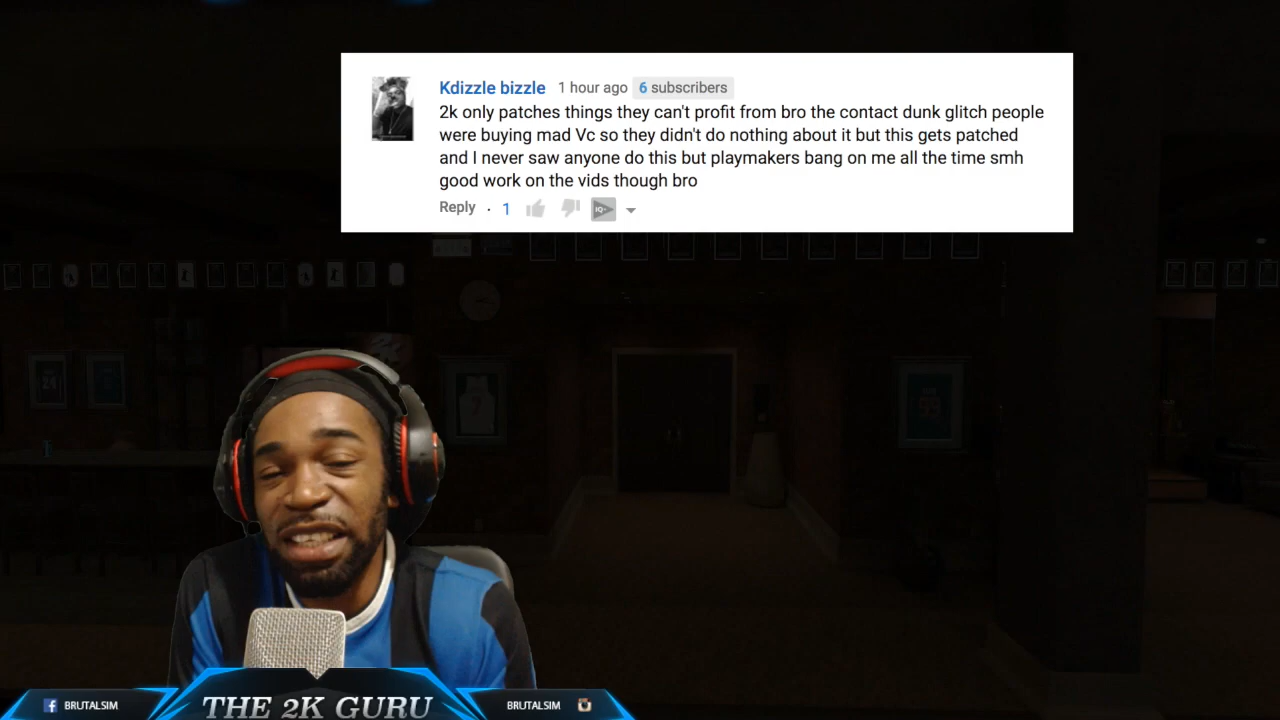 Kdizzle bizzle 1 hour ago 6 subscribers
2k only patches things they can't profit from bro the contact dunk glitch people
were buying mad Vc so they didn't do nothing about it but this gets patched
and I never saw anyone do this but playmakers bang on me all the time smh
good work on the vids though bro
Reply · 1
BRUTALSIM
THE 2K GURU
BRUTALSIM